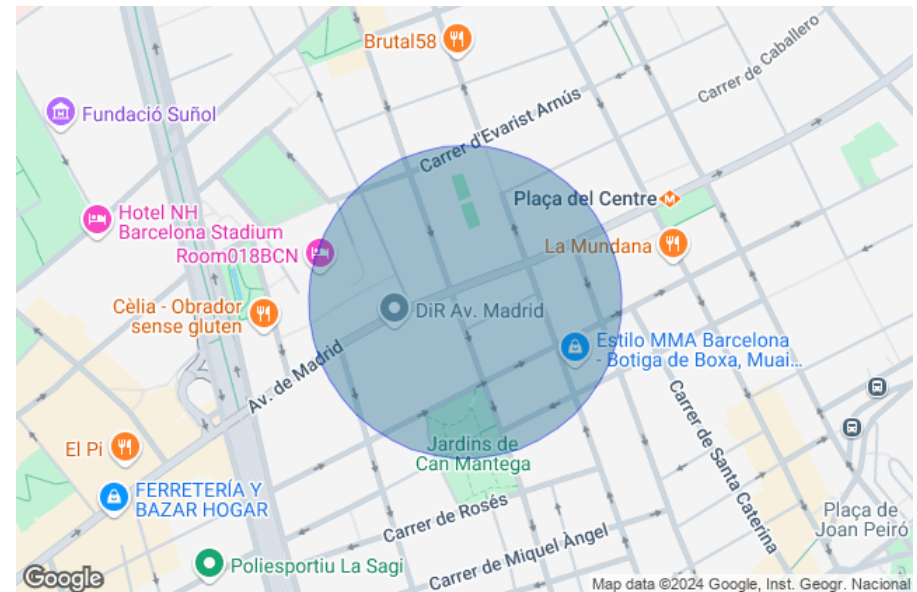 Brutal58
Carrer de Caballero
Fundació Suñol
Carrer d'Evarist Arnús
Plaça del Centre
Hotel NH
Barcelona Stadium
Room018BCN
La Mundana
Cèlia - Obrador
sense gluten
DiR Av. Madrid
Estilo MMA Barcelona
- Botiga de Boxa, Muai...
Av. de Madrid
El Pi
Jardins de
Can Mantega
Carrer de Santa Caterina
FERRETERÍA Y
BAZAR HOGAR
Carrer de Rosés
Plaça de
Joan Peiró
Carrer de Miquel Àngel
Poliesportiu La Sagi
Google
Map data ©2024 Google, Inst. Geogr. Nacional